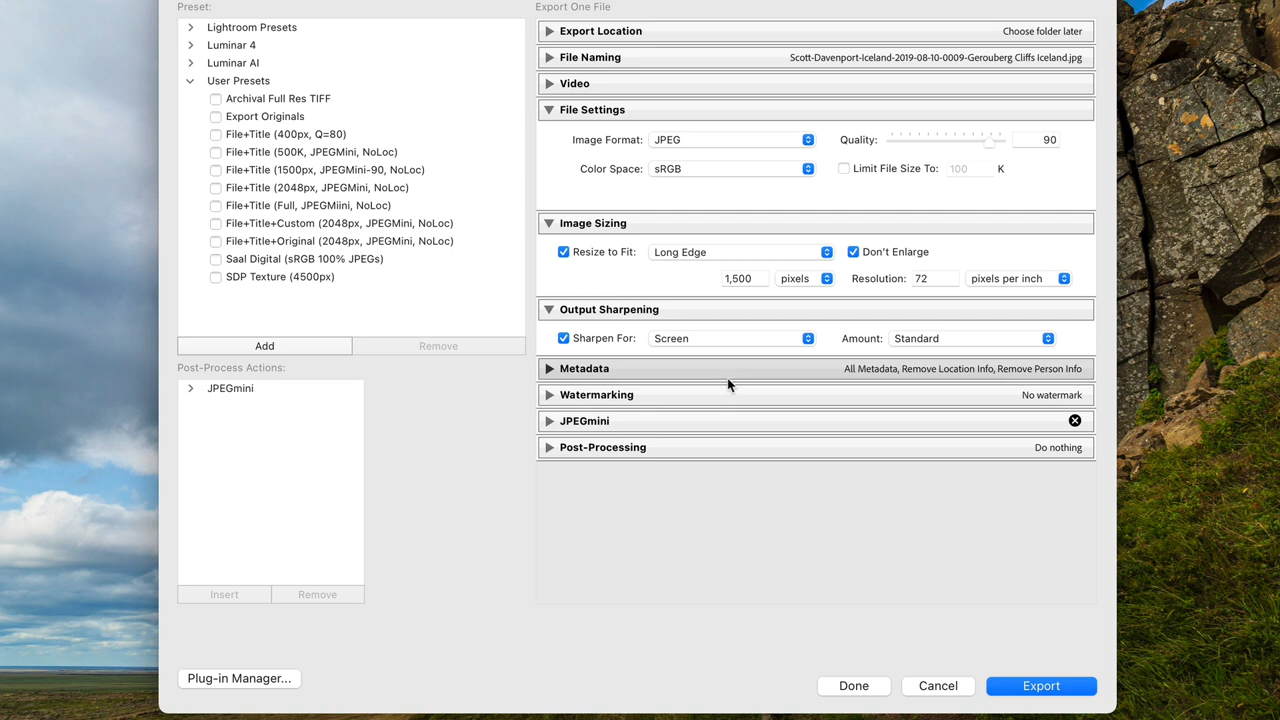 Preset:
Lightroom Presets
Luminar 4
Luminar AI
User Presets
Archival Full Res TIFF
Export Originals
File+Title (400px, Q=80)
File+Title (500K, JPEGMini, NoLoc)
File+Title (1500px, JPEGMini-90, NoLoc)
File+Title (2048px, JPEGMini, NoLoc)
File+Title (Full, JPEGMiini, NoLoc)
File+Title+Custom (2048px, JPEGMini, NoLoc)
File+Title+Original (2048px, JPEGMini, NoLoc)
Saal Digital (sRGB 100% JPEGs)
SDP Texture (4500px)
Add Remove
Post-Process Actions:
JPEGmini
Insert Remove
Plug-in Manager...
Export One File
Export Location Choose folder later
File Naming Scott-Davenport-Iceland-2019-08-10-0009-Gerouberg Cliffs Iceland.jpg
Video
File Settings
Image Format: JPEG Quality: 90
Color Space: sRGB Limit File Size To: 100 K
Image Sizing
Resize to Fit: Long Edge Don't Enlarge
1,500 pixels Resolution: 72 pixels per inch
Output Sharpening
Sharpen For: Screen Amount: Standard
Metadata All Metadata, Remove Location Info, Remove Person Info
Watermarking No watermark
JPEGmini
Post-Processing Do nothing
Done Cancel Export